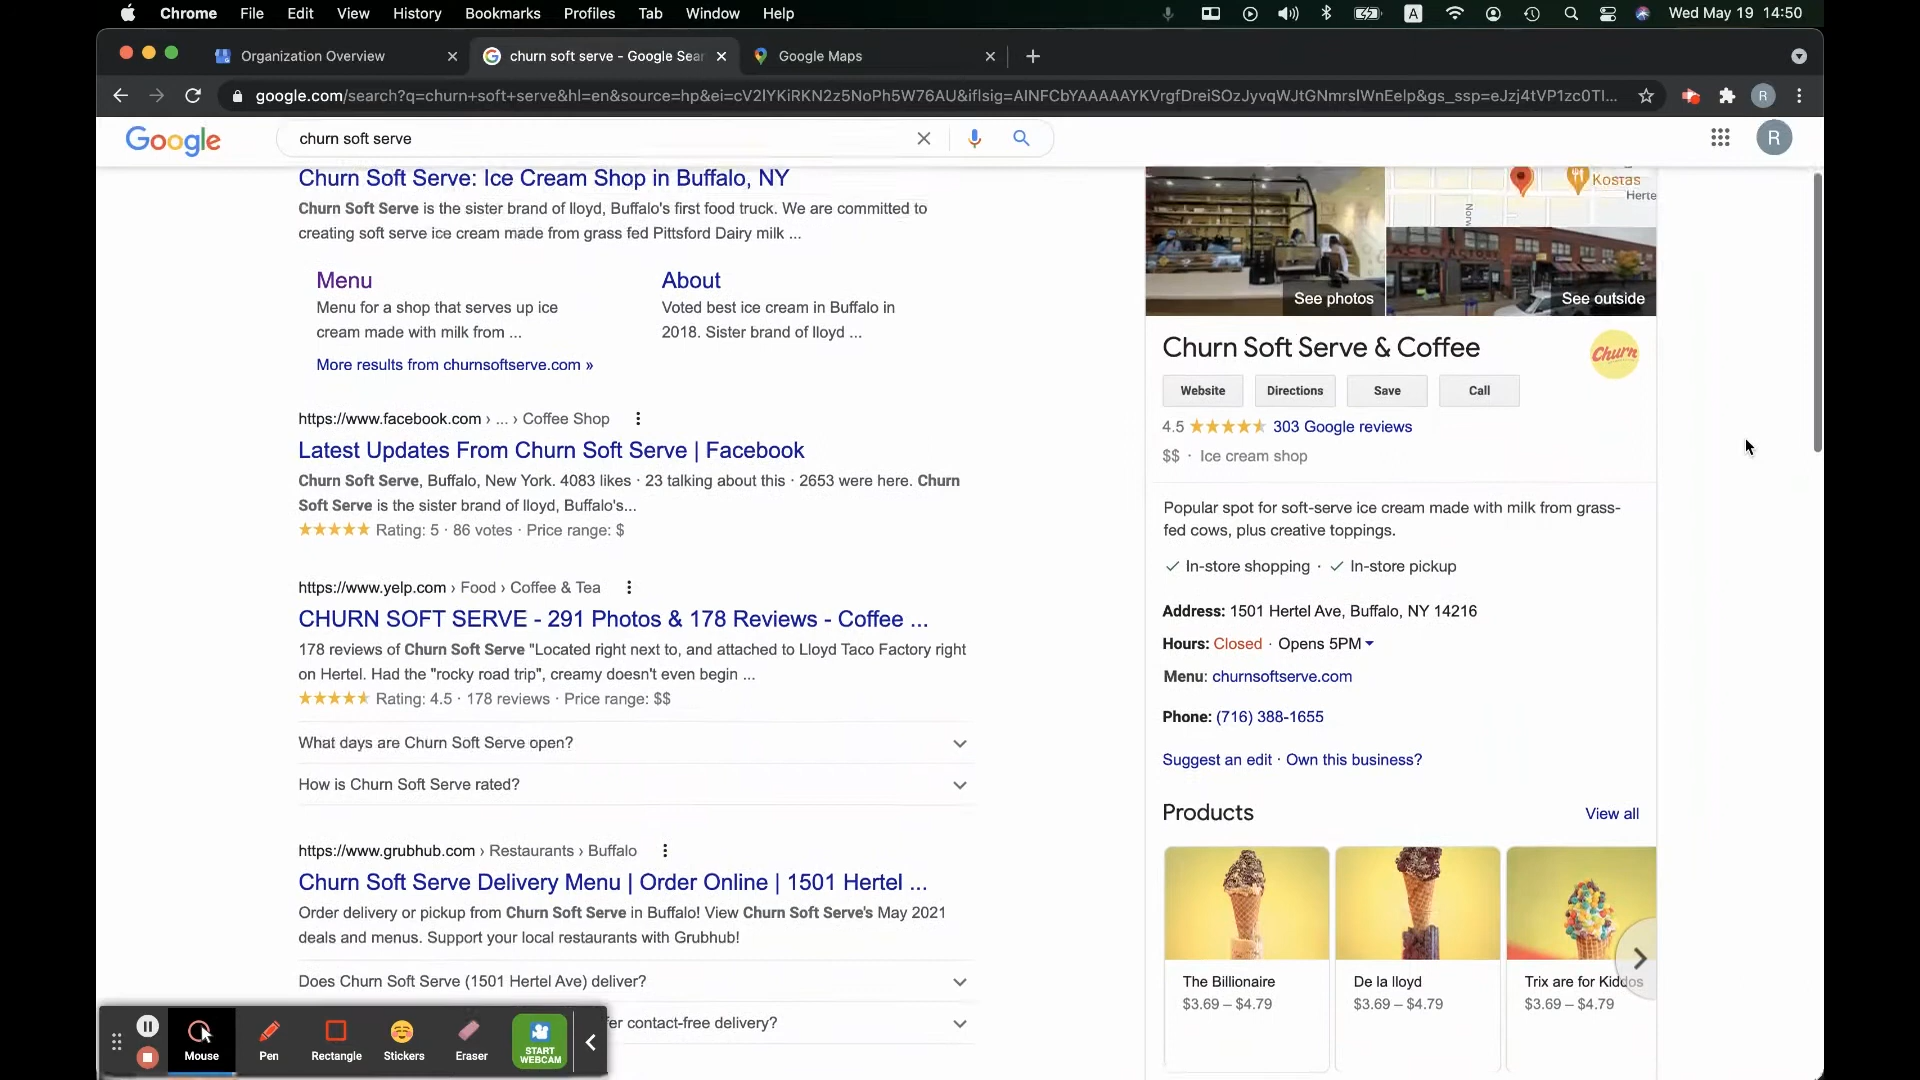 Chrome File Edit View History Bookmarks Profiles Tab Window Help
A
Wed May 19 14:50
Organization Overview
churn soft serve - Google Sear
Google Maps
google.com/search?q=churn+soft+serve&hl=en&source=hp&ei=cV2IYKiRKN2z5NoPh5W76AU&iflsig=AINFCbYAAAAAYKVrgfDreiSOzJyvqWJtGNmrslWnEelp&gs_ssp=eJzj4tVP1zc0TI...
R
Google
churn soft serve
R
Churn Soft Serve: Ice Cream Shop in Buffalo, NY
Churn Soft Serve is the sister brand of lloyd, Buffalo's first food truck. We are committed to
creating soft serve ice cream made from grass fed Pittsford Dairy milk ...
Menu
Menu for a shop that serves up ice
cream made with milk from ...
About
Voted best ice cream in Buffalo in
2018. Sister brand of lloyd ...
More results from churnsoftserve.com »
https://www.facebook.com › ... › Coffee Shop
Latest Updates From Churn Soft Serve | Facebook
Churn Soft Serve, Buffalo, New York. 4083 likes · 23 talking about this · 2653 were here. Churn
Soft Serve is the sister brand of lloyd, Buffalo's...
Rating: 5 · 86 votes · Price range: $
https://www.yelp.com › Food › Coffee & Tea
CHURN SOFT SERVE - 291 Photos & 178 Reviews - Coffee ...
178 reviews of Churn Soft Serve "Located right next to, and attached to Lloyd Taco Factory right
on Hertel. Had the "rocky road trip", creamy doesn't even begin ...
Rating: 4.5 · 178 reviews · Price range: $$
What days are Churn Soft Serve open?
How is Churn Soft Serve rated?
https://www.grubhub.com › Restaurants › Buffalo
Churn Soft Serve Delivery Menu | Order Online | 1501 Hertel ...
Order delivery or pickup from Churn Soft Serve in Buffalo! View Churn Soft Serve's May 2021
deals and menus. Support your local restaurants with Grubhub!
Does Churn Soft Serve (1501 Hertel Ave) deliver?
fer contact-free delivery?
Kostas
Herte
Norw
See photos
See outside
Churn Soft Serve & Coffee
Churn
Website
Directions
Save
Call
4.5 303 Google reviews
$$ · Ice cream shop
Popular spot for soft-serve ice cream made with milk from grass-
fed cows, plus creative toppings.
In-store shopping · In-store pickup
Address: 1501 Hertel Ave, Buffalo, NY 14216
Hours: Closed · Opens 5PM
Menu: churnsoftserve.com
Phone: (716) 388-1655
Suggest an edit · Own this business?
Products
View all
The Billionaire
$3.69 – $4.79
De la lloyd
$3.69 – $4.79
Trix are for Kiddos
$3.69 – $4.79
Mouse
Pen
Rectangle
Stickers
Eraser
START
WEBCAM